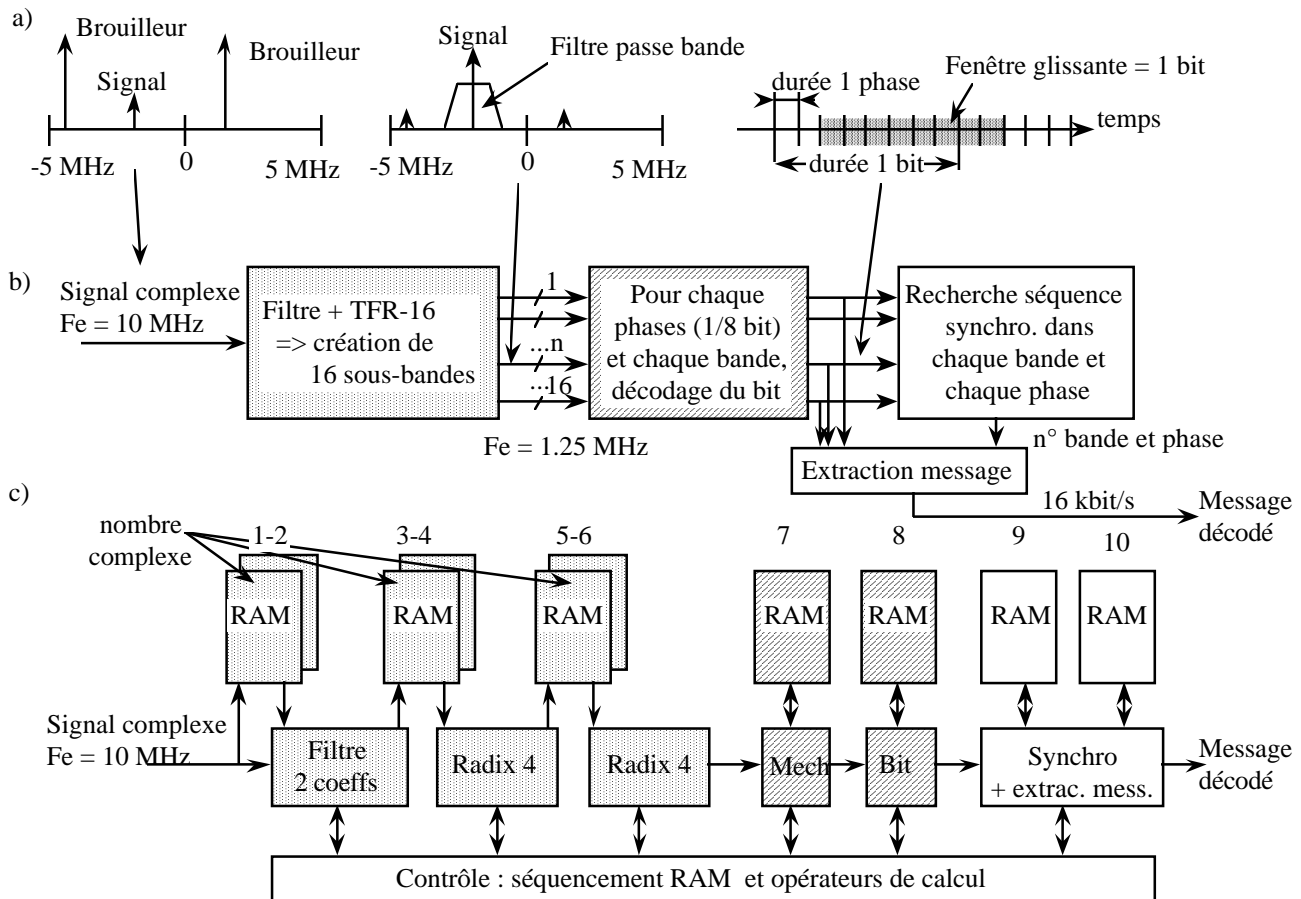 a)
Brouilleur
Signal
Brouilleur
-5 MHz
0
5 MHz
Signal
Filtre passe bande
-5 MHz
0
5 MHz
durée 1 phase
Fenêtre glissante = 1 bit
temps
durée 1 bit
b)
Signal complexe
Fe = 10 MHz
Filtre + TFR-16
=> création de
16 sous-bandes
1
...n
...16
Fe = 1.25 MHz
Pour chaque
phases (1/8 bit)
et chaque bande,
décodage du bit
Recherche séquence
synchro. dans
chaque bande et
chaque phase
n° bande et phase
Extraction message
16 kbit/s
Message
décodé
c)
nombre
complexe
1-2
3-4
5-6
7
8
9
10
RAM
RAM
RAM
RAM
RAM
RAM
RAM
Signal complexe
Fe = 10 MHz
Filtre
2 coeffs
Radix 4
Radix 4
Mech
Bit
Synchro
+ extrac. mess.
Message
décodé
Contrôle : séquencement RAM et opérateurs de calcul